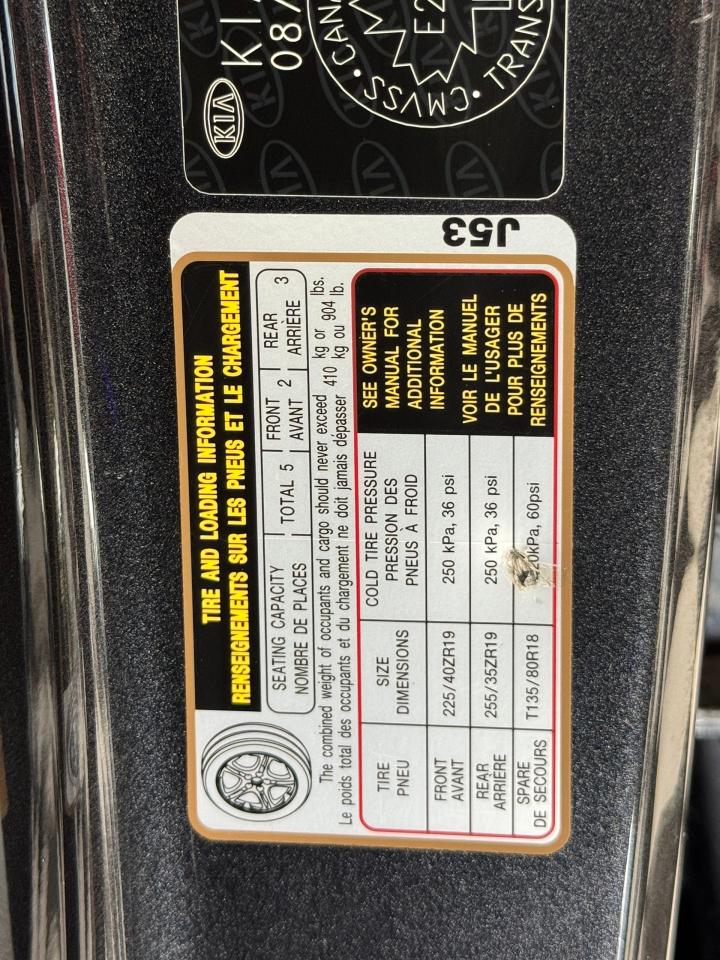 KIA
08/
CMVSS
TRANS
E2
J53
TIRE AND LOADING INFORMATION
RENSEIGNEMENTS SUR LES PNEUS ET LE CHARGEMENT
SEATING CAPACITY TOTAL 5 FRONT 2 REAR 3
NOMBRE DE PLACES AVANT ARRIÈRE
The combined weight of occupants and cargo should never exceed 410 kg or 904 lbs.
Le poids total des occupants et du chargement ne doit jamais dépasser kg ou lb.
TIRE SIZE COLD TIRE PRESSURE
PNEU DIMENSIONS PRESSION DES
PNEUS À FROID
FRONT 225/40ZR19 250 kPa, 36 psi
AVANT
REAR 255/35ZR19 250 kPa, 36 psi
ARRIÈRE
SPARE T135/80R18 60psi
DE SECOURS
SEE OWNER'S
MANUAL FOR
ADDITIONAL
INFORMATION
VOIR LE MANUEL
DE L'USAGER
POUR PLUS DE
RENSEIGNEMENTS